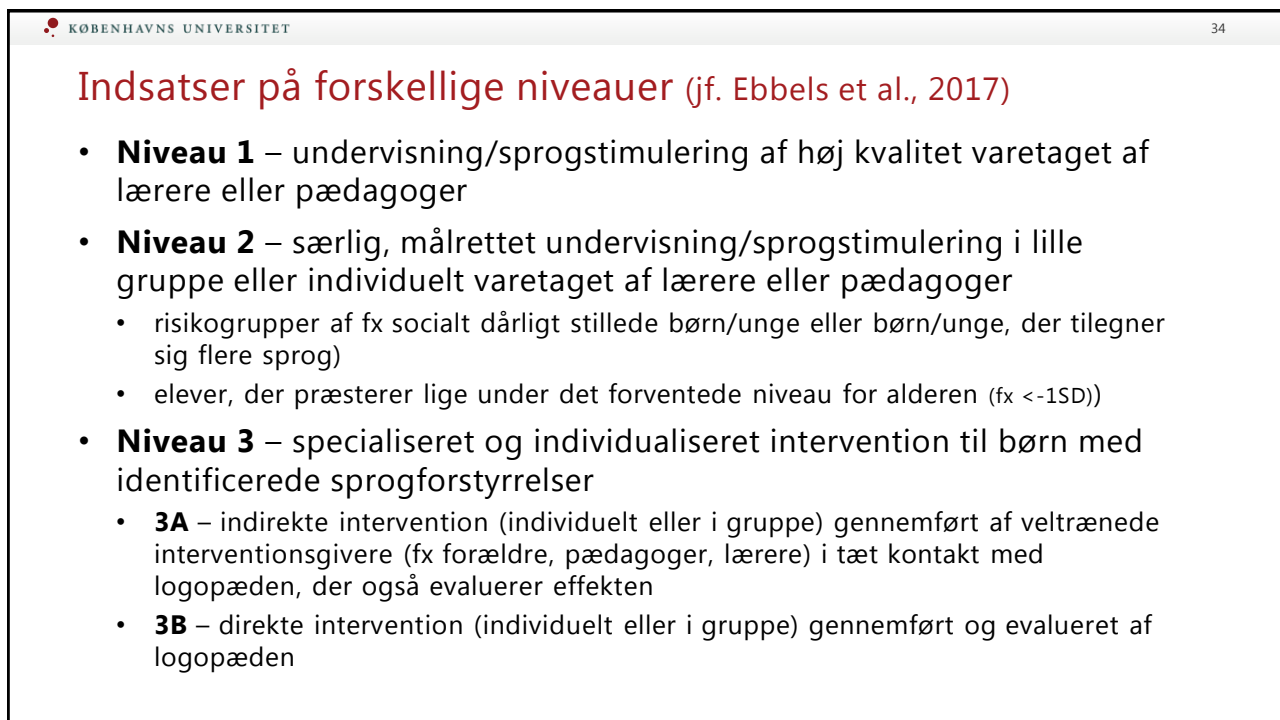 KØBENHAVNS UNIVERSITET
34
Indsatser på forskellige niveauer (jf. Ebbels et al., 2017)
• Niveau 1 – undervisning/sprogstimulering af høj kvalitet varetaget af
lærere eller pædagoger
• Niveau 2 – særlig, målrettet undervisning/sprogstimulering i lille
gruppe eller individuelt varetaget af lærere eller pædagoger
• risikogrupper af fx socialt dårligt stillede børn/unge eller børn/unge, der tilegner
sig flere sprog)
• elever, der præsterer lige under det forventede niveau for alderen (fx <-1SD))
• Niveau 3 – specialiseret og individualiseret intervention til børn med
identificerede sprogforstyrrelser
• 3A – indirekte intervention (individuelt eller i gruppe) gennemført af veltrænede
interventionsgivere (fx forældre, pædagoger, lærere) i tæt kontakt med
logopæden, der også evaluerer effekten
• 3B – direkte intervention (individuelt eller i gruppe) gennemført og evalueret af
logopæden